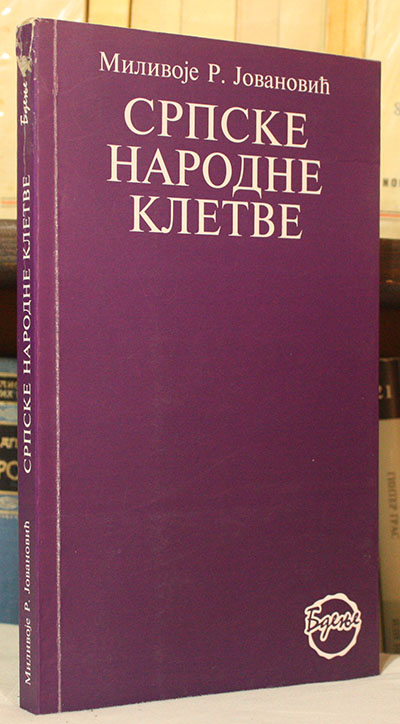 Миливоје Р. Јовановић
СРПСКЕ
НАРОДНЕ
КЛЕТВЕ
Бдење
Миливоје Р. Јовановић
СРПСКЕ НАРОДНЕ КЛЕТВЕ
Бдење